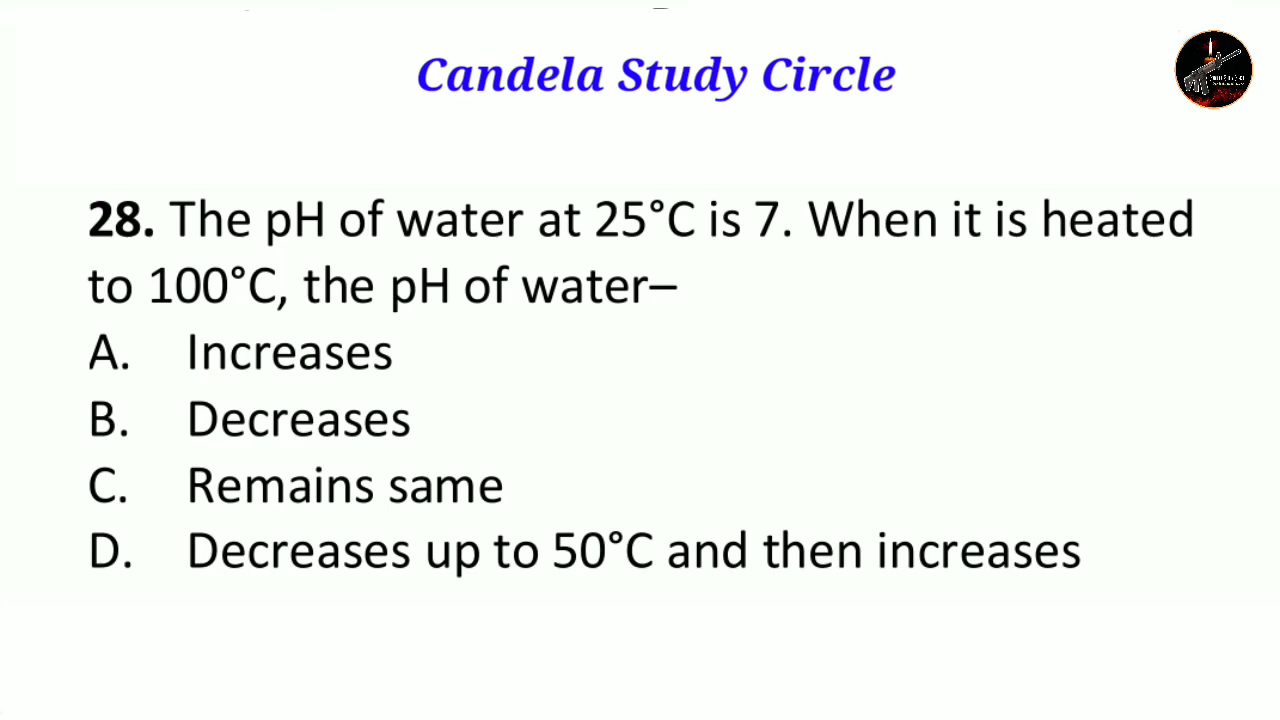 Candela Study Circle
28. The pH of water at 25°C is 7. When it is heated
to 100°C, the pH of water–
A. Increases
B. Decreases
C. Remains same
D. Decreases up to 50°C and then increases